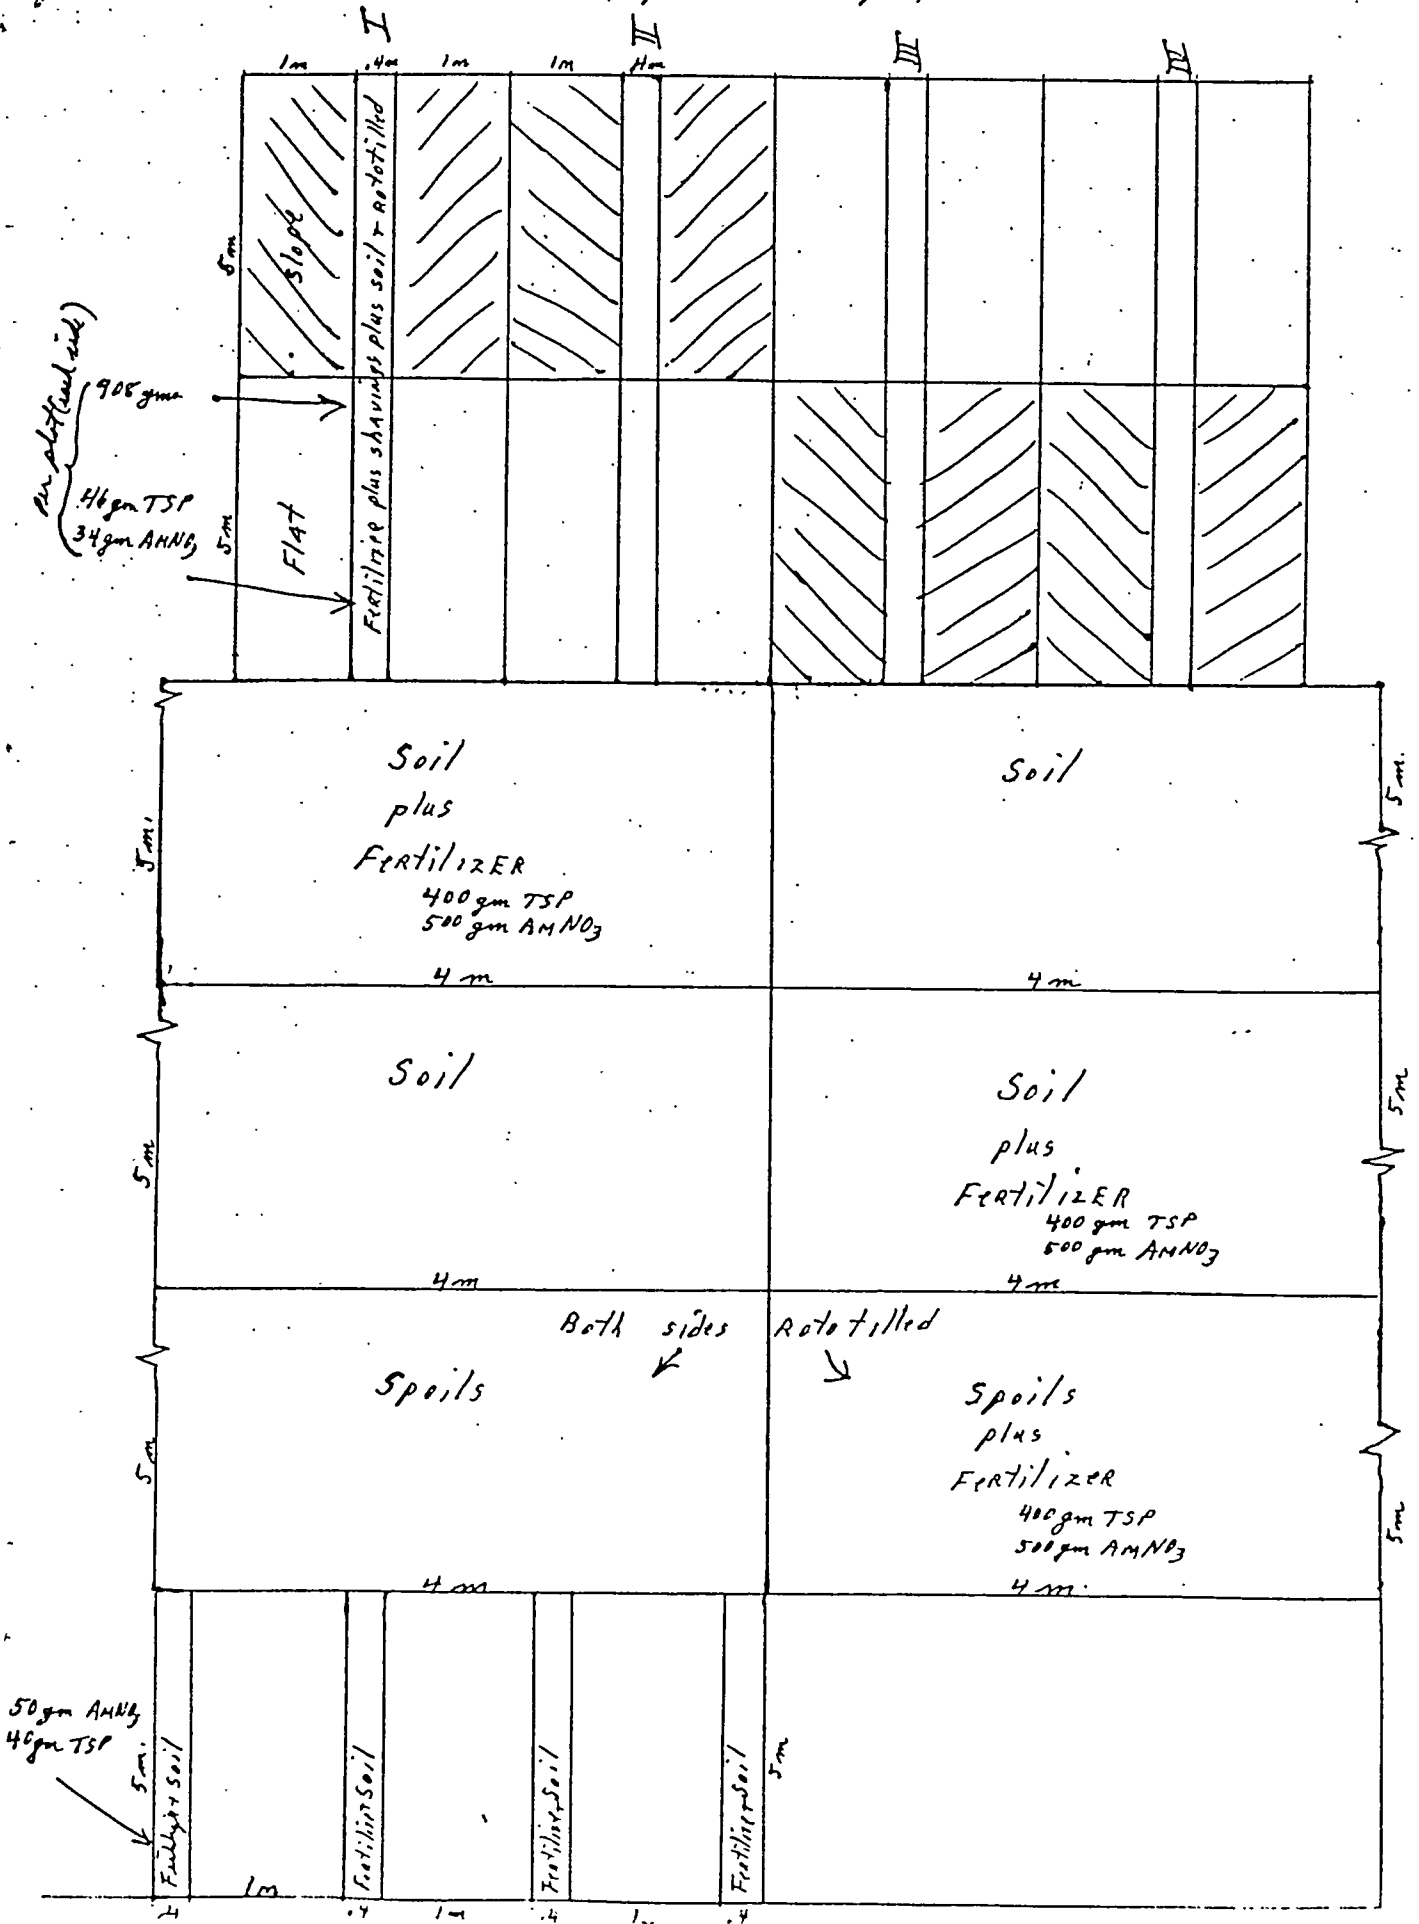 I
II
III
IV
1m
.4m
1m
1m
.4m
5m
Slope
Fertilizer plus shavings plus soil + Rototilled
per plot (each side)
908 gms
46 gm TSP
34 gm AMNO3
5m
Flat
Soil
plus
FertilizER
400 gm TSP
500 gm AMNO3
Soil
5m.
5m.
4 m
4 m
Soil
Soil
plus
FertilizER
400 gm TSP
500 gm AMNO3
5m
5m
4m
4m
Both sides Rototilled
Spoils
Spoils
plus
FertilizeR
400 gm TSP
500 gm AMNO3
5m
5m
4 m
4 m.
50 gm AMNO3
40 gm TSP
5m.
Soil
Fertilizer+Soil
Fertilizer+Soil
Fertilizer+Soil
5m
1m
.4
.4
1m
.4
1m
.4